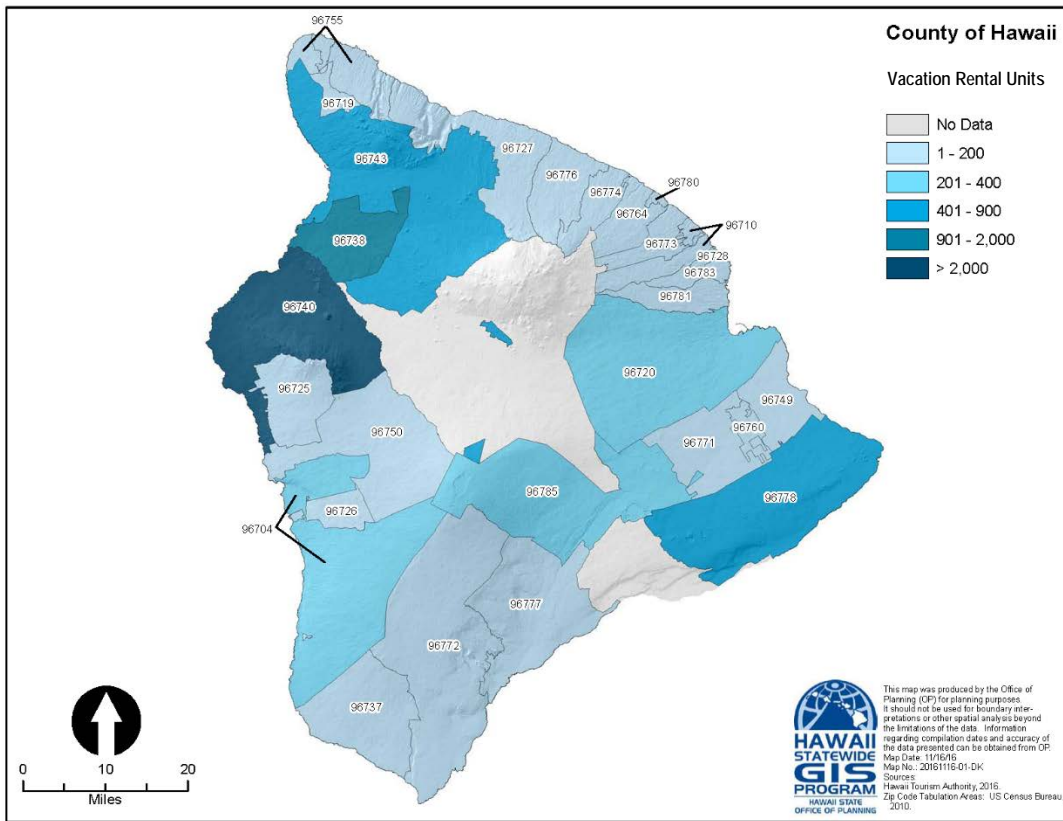 County of Hawaii
Vacation Rental Units
No Data
1 - 200
201 - 400
401 - 900
901 - 2,000
> 2,000
96755
96719
96743
96727
96776
96774
96780
96764
96710
96773
96728
96783
96781
96738
96740
96720
96725
96749
96760
96771
96750
96778
96785
96726
96704
96777
96772
96737
0 10 20
Miles
HAWAII
STATEWIDE
GIS
PROGRAM
HAWAII STATE
OFFICE OF PLANNING
This map was produced by the Office of
Planning (OP) for planning purposes.
It should not be used for boundary inter-
pretations or other spatial analysis beyond
the limitations of the data. Information
regarding compilation dates and accuracy of
the data presented can be obtained from OP.
Map Date: 11/16/16
Map No.: 20161116-01-DK
Sources:
Hawaii Tourism Authority, 2016.
Zip Code Tabulation Areas: US Census Bureau
2010.